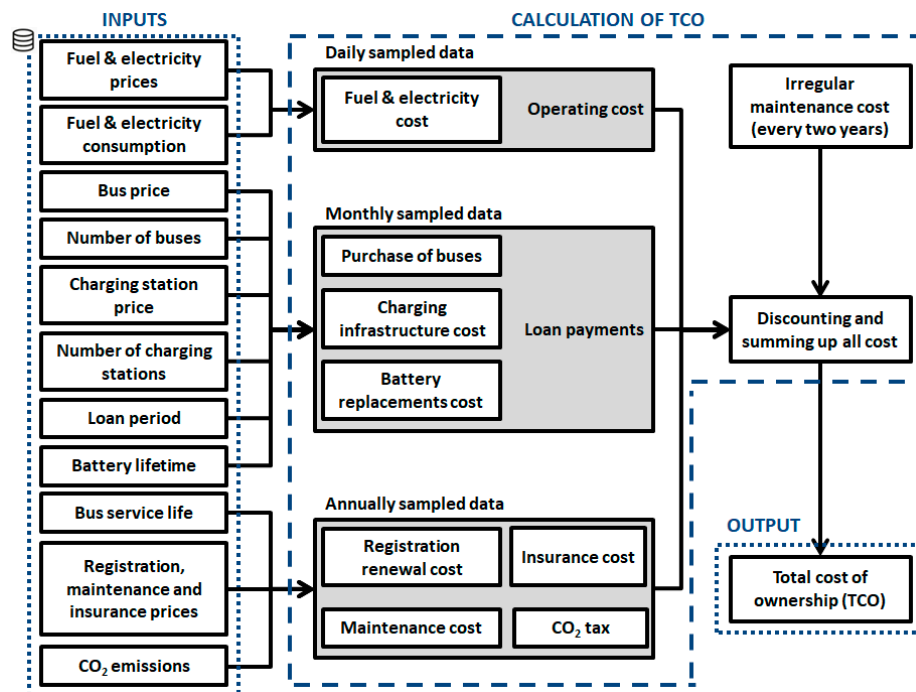 INPUTS
Fuel & electricity
prices
Fuel & electricity
consumption
Bus price
Number of buses
Charging station
price
Number of charging
stations
Loan period
Battery lifetime
Bus service life
Registration,
maintenance and
insurance prices
CO₂ emissions
CALCULATION OF TCO
Daily sampled data
Fuel & electricity
cost
Operating cost
Monthly sampled data
Purchase of buses
Charging
infrastructure cost
Battery
replacements cost
Loan payments
Annually sampled data
Registration
renewal cost
Insurance cost
Maintenance cost
CO₂ tax
Irregular
maintenance cost
(every two years)
Discounting and
summing up all cost
OUTPUT
Total cost of
ownership (TCO)